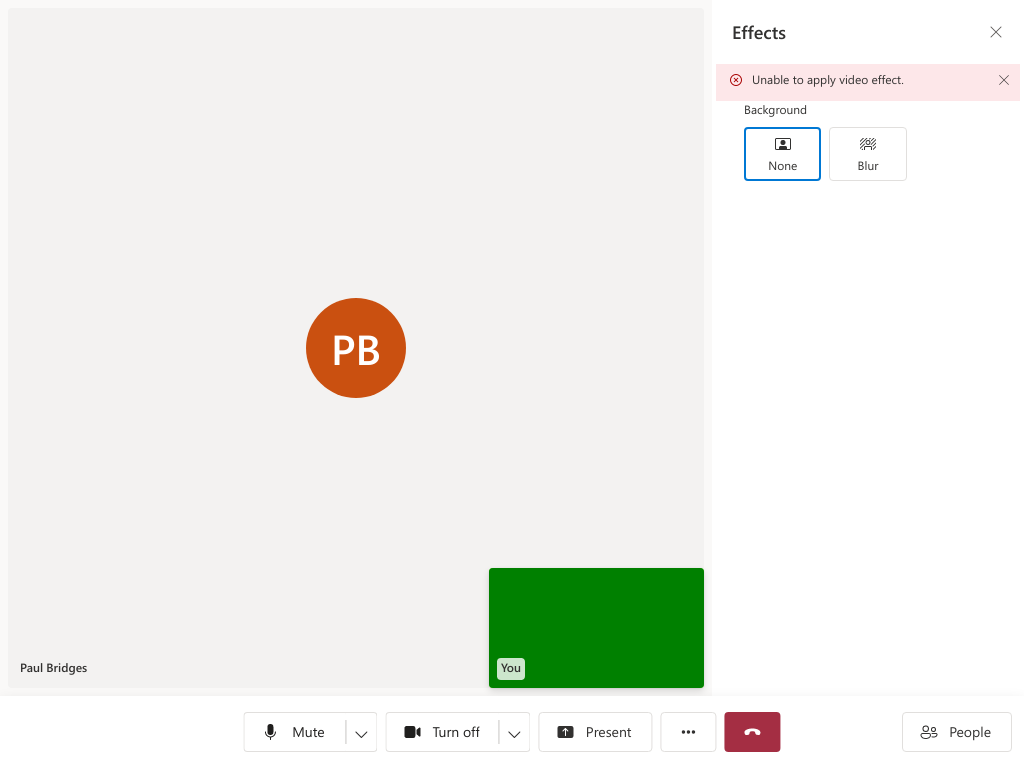 Effects
Unable to apply video effect.
Background
None
Blur
PB
Paul Bridges
You
Mute
Turn off
Present
People